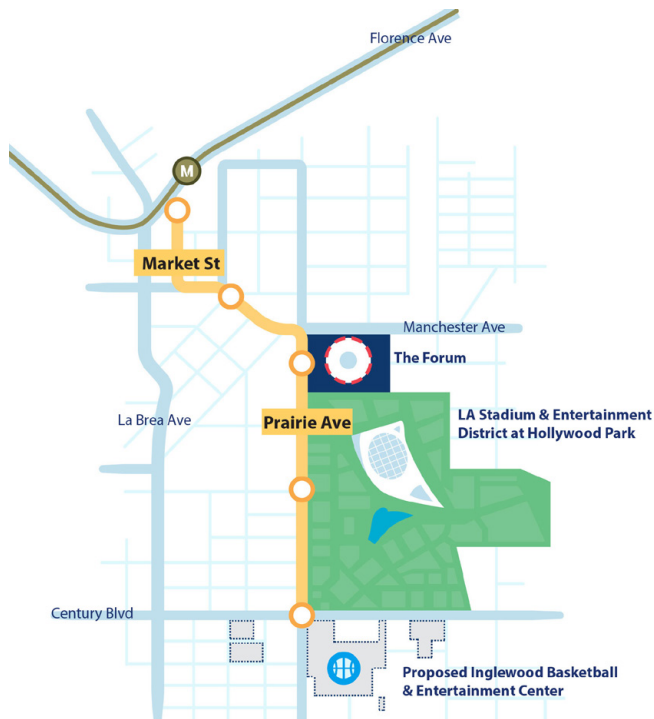 Florence Ave
M
Market St
Manchester Ave
The Forum
La Brea Ave
Prairie Ave
LA Stadium & Entertainment
District at Hollywood Park
Century Blvd
Proposed Inglewood Basketball
& Entertainment Center